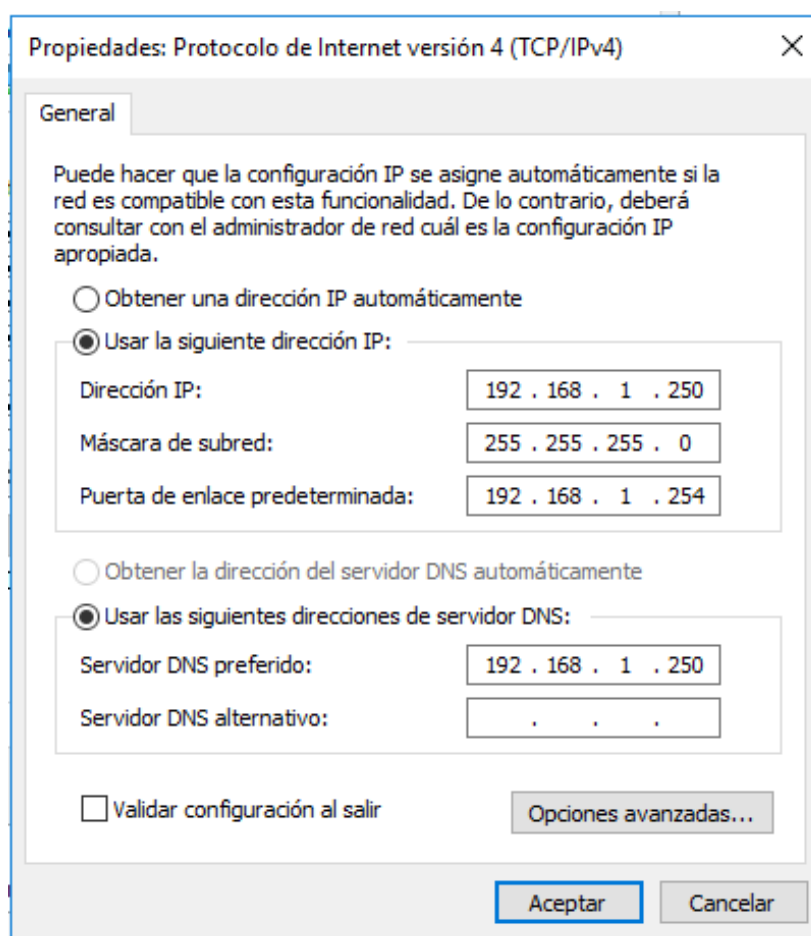 Propiedades: Protocolo de Internet versión 4 (TCP/IPv4)
General
Puede hacer que la configuración IP se asigne automáticamente si la
red es compatible con esta funcionalidad. De lo contrario, deberá
consultar con el administrador de red cuál es la configuración IP
apropiada.
Obtener una dirección IP automáticamente
Usar la siguiente dirección IP:
Dirección IP: 192 . 168 . 1 . 250
Máscara de subred: 255 . 255 . 255 . 0
Puerta de enlace predeterminada: 192 . 168 . 1 . 254
Obtener la dirección del servidor DNS automáticamente
Usar las siguientes direcciones de servidor DNS:
Servidor DNS preferido: 192 . 168 . 1 . 250
Servidor DNS alternativo: . . .
Validar configuración al salir Opciones avanzadas...
Aceptar Cancelar